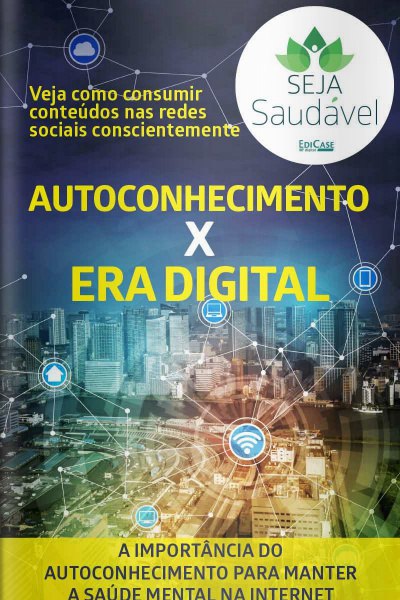 Veja como consumir
conteúdos nas redes
sociais conscientemente
SEJA
Saudável
EDICASE
AUTOCONHECIMENTO
X
ERA DIGITAL
A IMPORTÂNCIA DO
AUTOCONHECIMENTO PARA MANTER
A SAÚDE MENTAL NA INTERNET